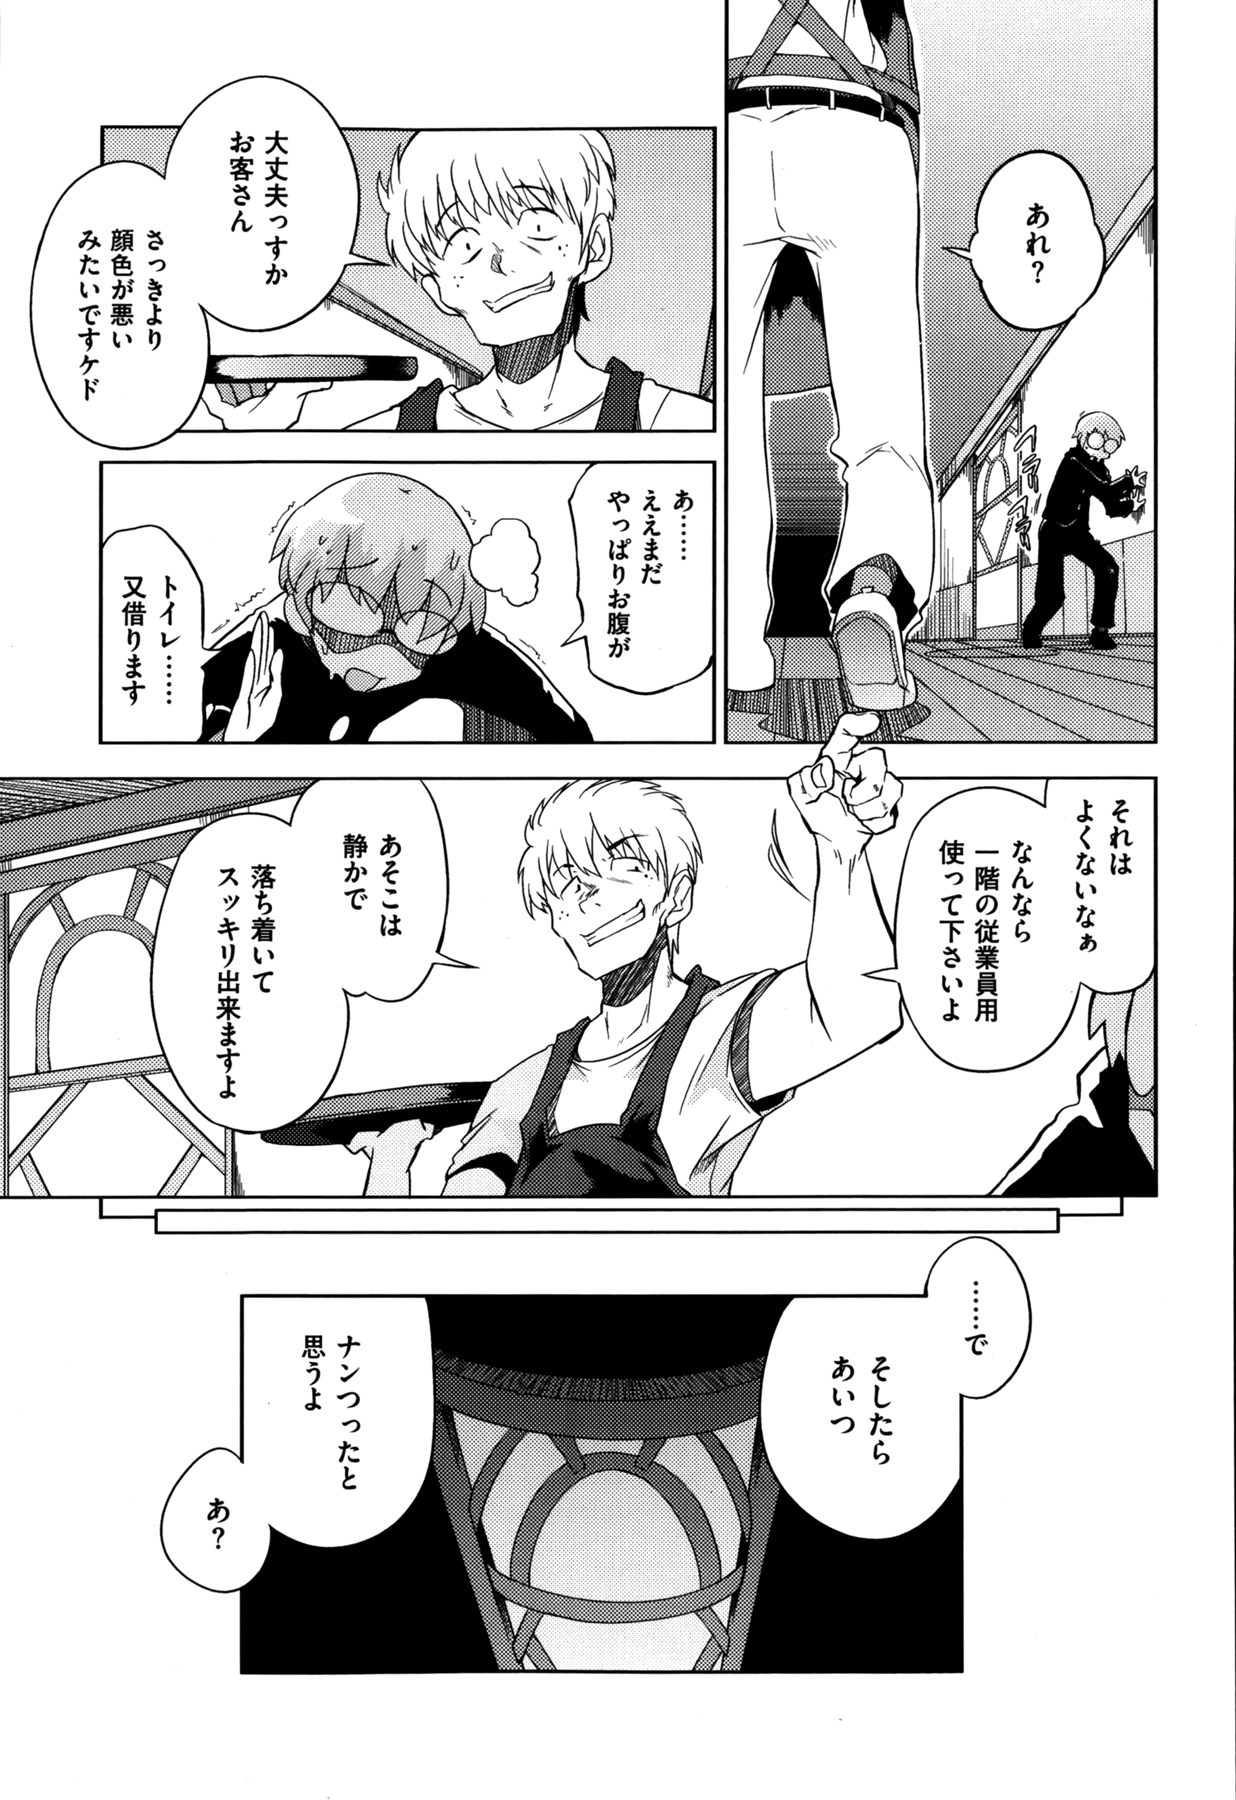 あれ?
フラ
フラ
大丈夫っすか
お客さん
さっきより
顔色が悪い
みたいですケド
あ……
ええまだ
やっぱりお腹が
トイレ……
又借ります
それは
よくないなぁ
なんなら
一階の従業員用
使って下さいよ
あそこは
静かで
落ち着いて
スッキリ出来ますよ
……で
そしたら
あいつ
ナンつったと
思うよ
あ?